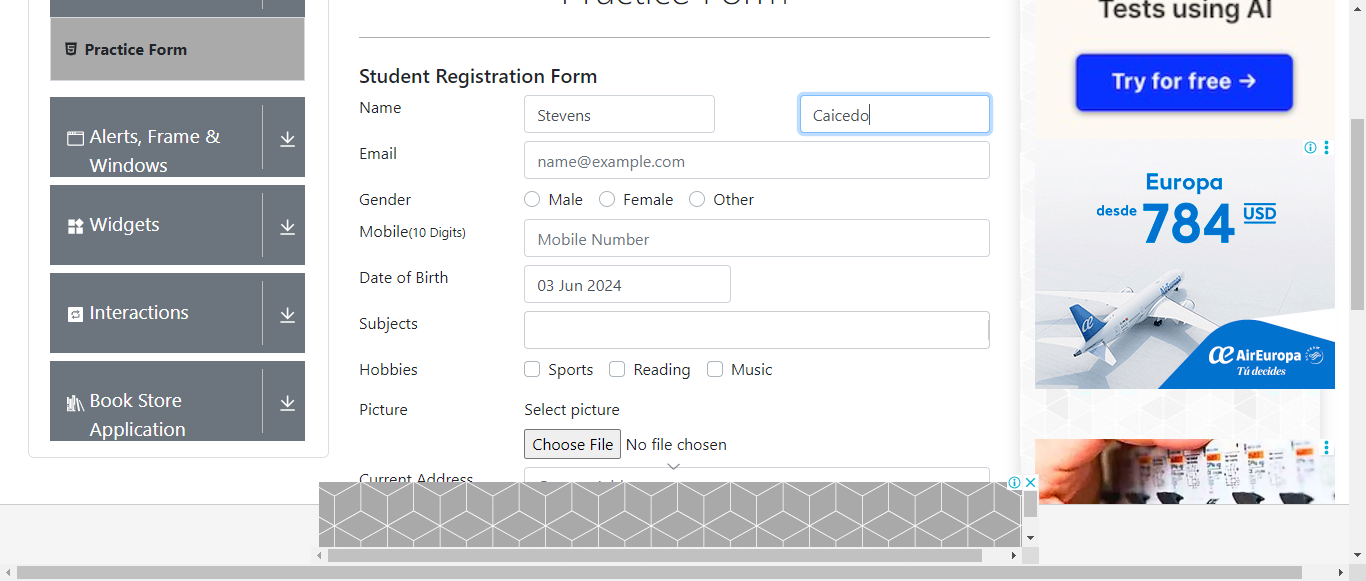 Practice Form
Practice Form
Alerts, Frame &
Windows
Widgets
Interactions
Book Store
Application
Student Registration Form
Name
Stevens
Caicedo
Email
name@example.com
Gender
Male
Female
Other
Mobile(10 Digits)
Mobile Number
Date of Birth
03 Jun 2024
Subjects
Hobbies
Sports
Reading
Music
Picture
Select picture
Choose File No file chosen
Current Address
Tests using AI
Try for free →
Europa
desde 784 USD
AirEuropa
Tú decides